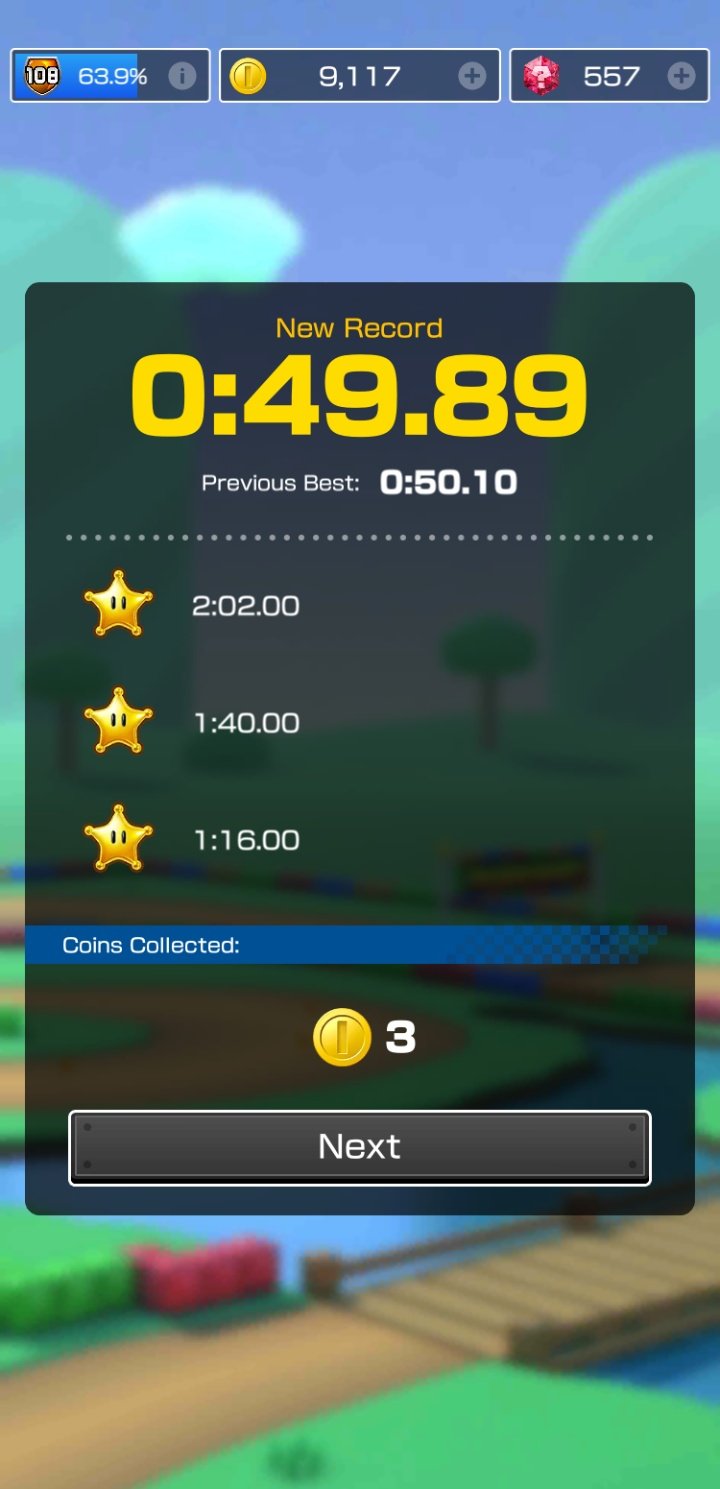 108 63.9% 9,117 557
New Record
0:49.89
Previous Best: 0:50.10
2:02.00
1:40.00
1:16.00
Coins Collected:
3
Next